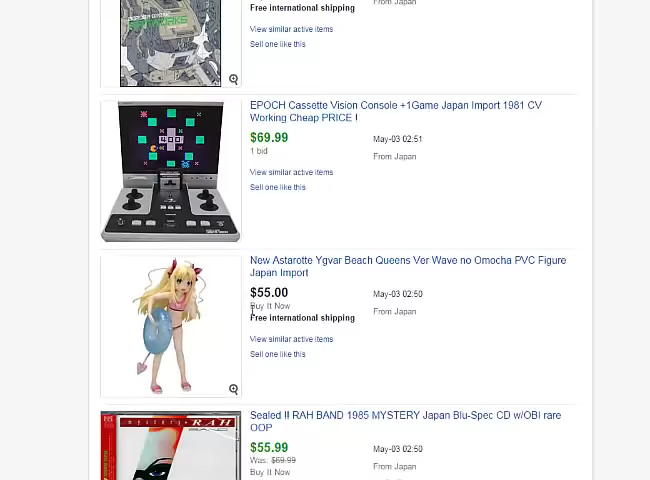 Free international shipping
From Japan
View similar active items
Sell one like this
EPOCH Cassette Vision Console +1Game Japan Import 1981 CV
Working Cheap PRICE !
$69.99
May-03 02:51
1 bid
From Japan
View similar active items
Sell one like this
New Astarotte Ygvar Beach Queens Ver Wave no Omocha PVC Figure
Japan Import
$55.00
May-03 02:50
Buy It Now
From Japan
Free international shipping
View similar active items
Sell one like this
Sealed !! RAH BAND 1985 MYSTERY Japan Blu-Spec CD w/OBI rare
OOP
$55.99
May-03 02:50
Was: $69.99
From Japan
Buy It Now
mystery RAH
BAND